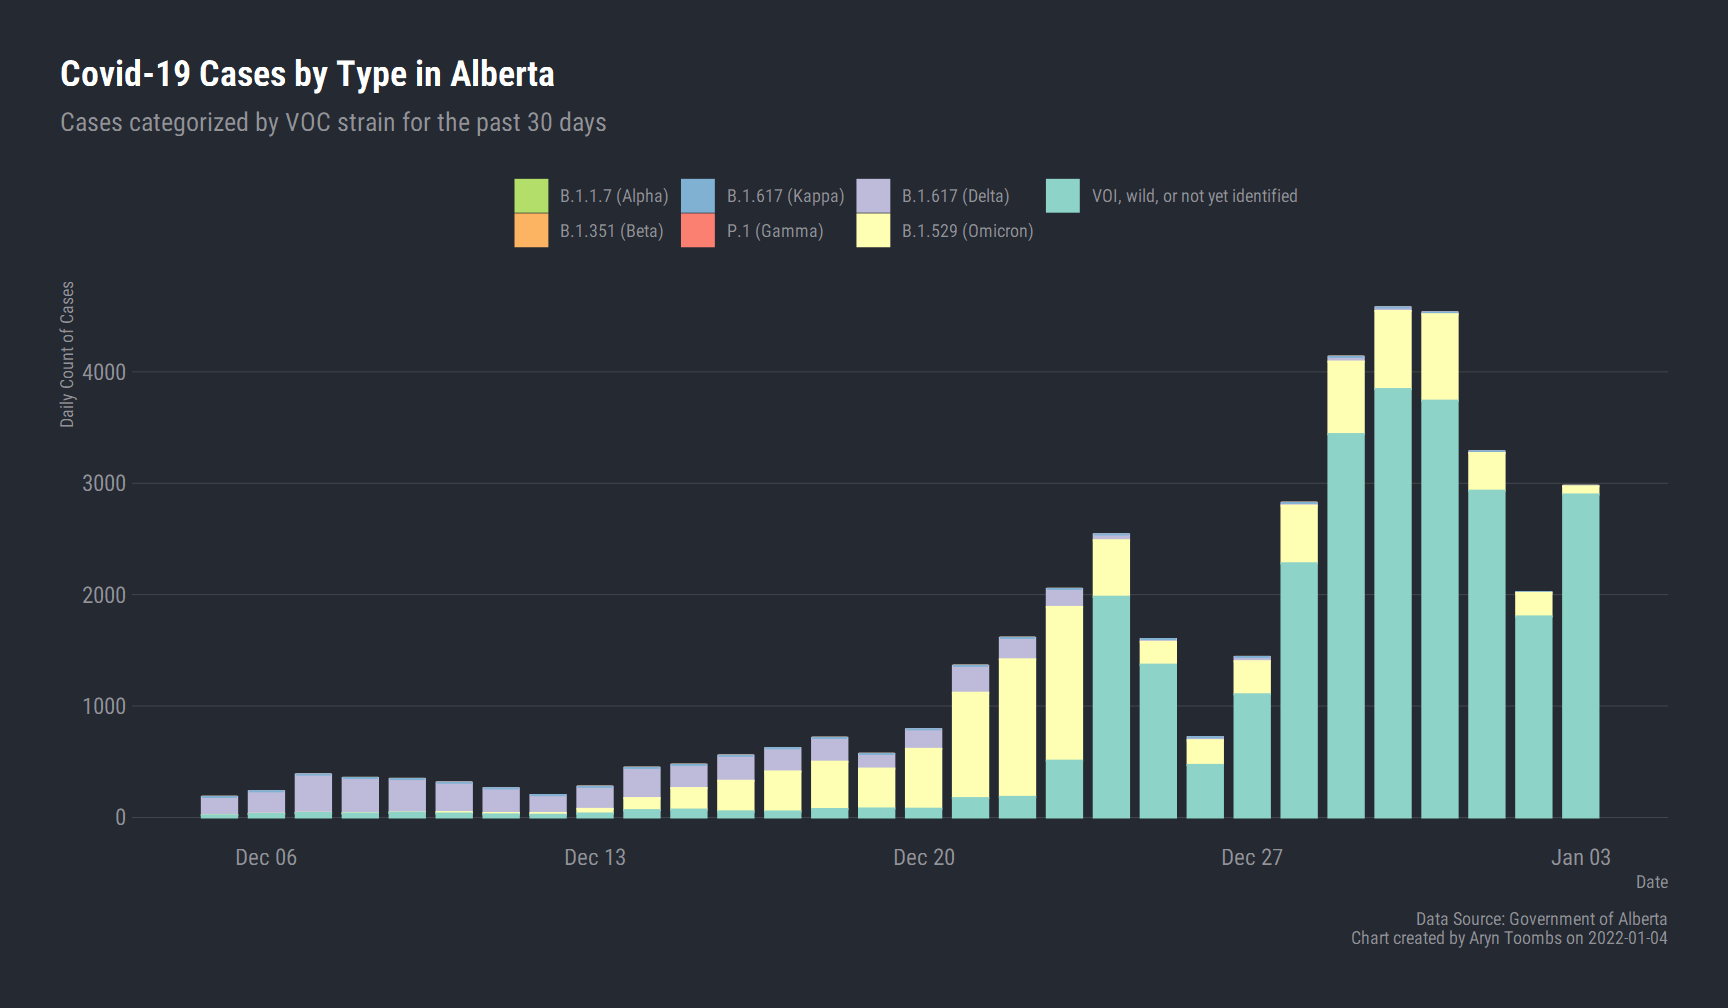 Covid-19 Cases by Type in Alberta
Cases categorized by VOC strain for the past 30 days
B.1.1.7 (Alpha) B.1.617 (Kappa) B.1.617 (Delta) VOI, wild, or not yet identified
B.1.351 (Beta) P.1 (Gamma) B.1.529 (Omicron)
Daily Count of Cases
4000
3000
2000
1000
0
Dec 06 Dec 13 Dec 20 Dec 27 Jan 03
Date
Data Source: Government of Alberta
Chart created by Aryn Toombs on 2022-01-04